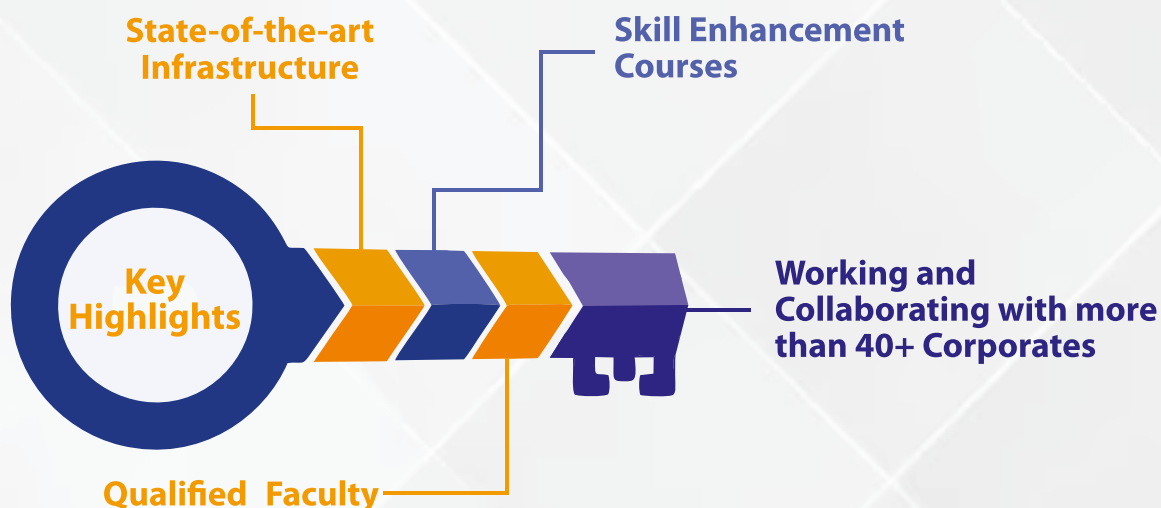 State-of-the-art
Infrastructure
Skill Enhancement
Courses
Key
Highlights
Working and
Collaborating with more
than 40+ Corporates
Qualified Faculty